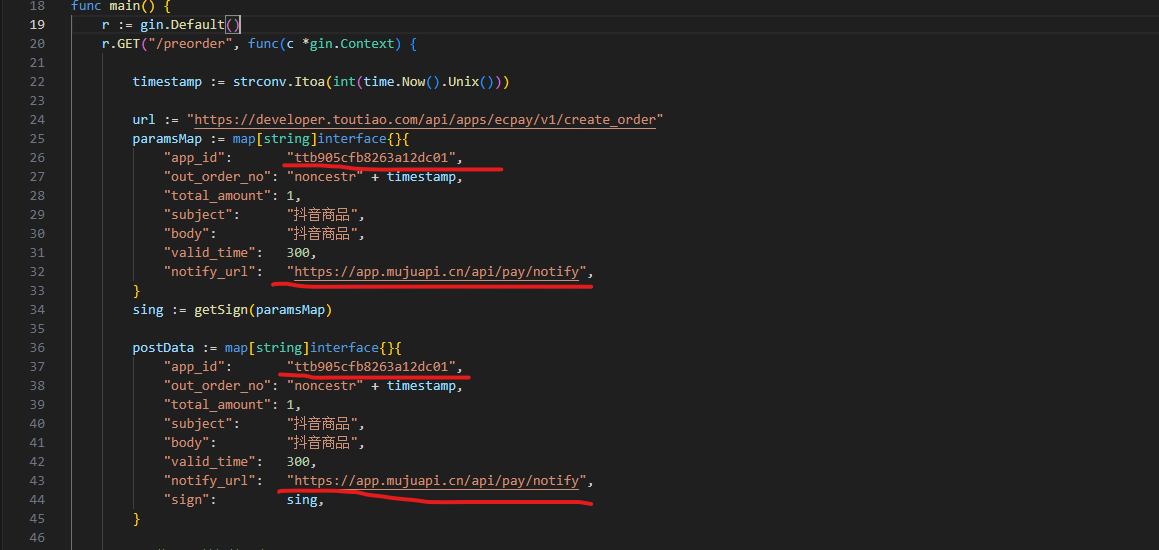 18 func main() {
19 r := gin.Default()
20 r.GET("/preorder", func(c *gin.Context) {
21
22 timestamp := strconv.Itoa(int(time.Now().Unix()))
23
24 url := "https://developer.toutiao.com/api/apps/ecpay/v1/create_order"
25 paramsMap := map[string]interface{}{
26 "app_id": "ttb905cfb8263a12dc01",
27 "out_order_no": "noncestr" + timestamp,
28 "total_amount": 1,
29 "subject": "抖音商品",
30 "body": "抖音商品",
31 "valid_time": 300,
32 "notify_url": "https://app.mujuapi.cn/api/pay/notify",
33 }
34 sing := getSign(paramsMap)
35
36 postData := map[string]interface{}{
37 "app_id": "ttb905cfb8263a12dc01",
38 "out_order_no": "noncestr" + timestamp,
39 "total_amount": 1,
40 "subject": "抖音商品",
41 "body": "抖音商品",
42 "valid_time": 300,
43 "notify_url": "https://app.mujuapi.cn/api/pay/notify",
44 "sign": sing,
45 }
46